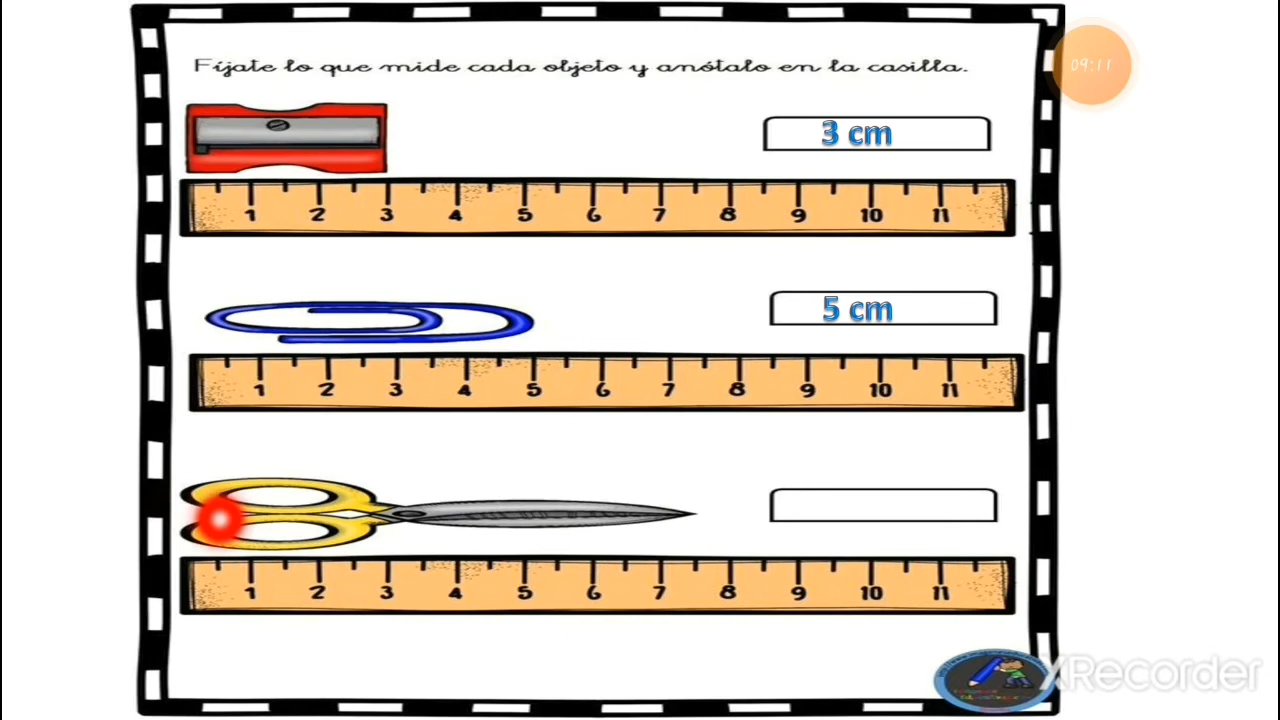 Fíjate lo que mide cada objeto y anótalo en la casilla.
09:11
3 cm
1 2 3 4 5 6 7 8 9 10 11
5 cm
1 2 3 4 5 6 7 8 9 10 11
1 2 3 4 5 6 7 8 9 10 11
XRecorder